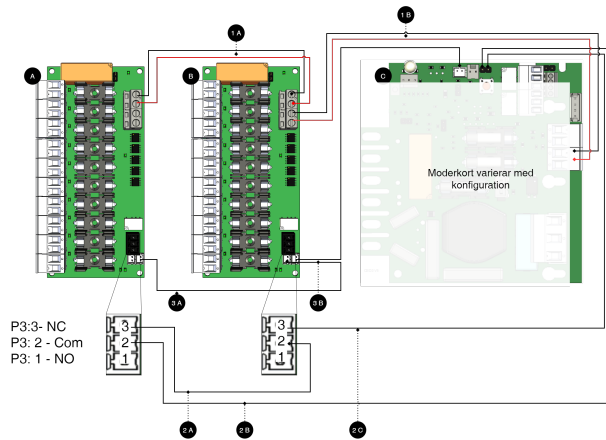 1 A
1 B
A
B
C
Moderkort varierar med
konfiguration
3 A
3 B
P3:3- NC
P3: 2 - Com
P3: 1 - NO
3
2
1
3
2
1
2 A
2 B
2 C